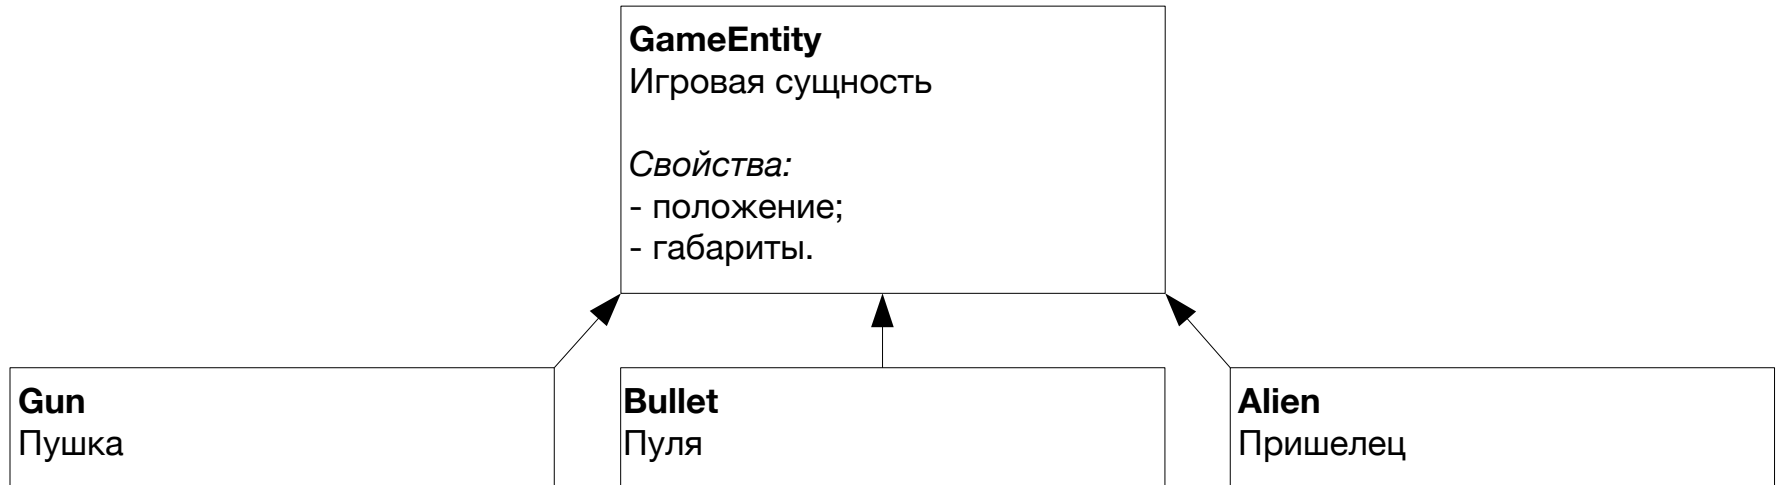 GameEntity
Игровая сущность
Свойства:
- положение;
- габариты.
Gun
Пушка
Bullet
Пуля
Alien
Пришелец